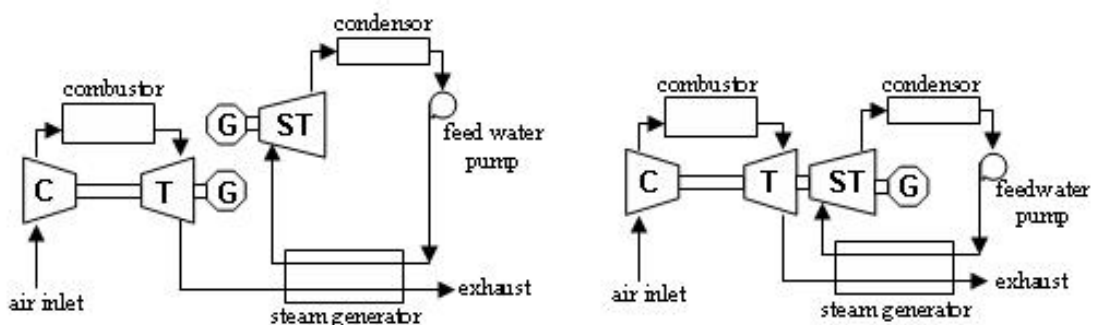 condensor
combustor
G
ST
feed water
pump
C
T
G
air inlet
exhaust
steam generator
combustor
condensor
C
T
ST
G
feedwater
pump
air inlet
exhaust
steam generator